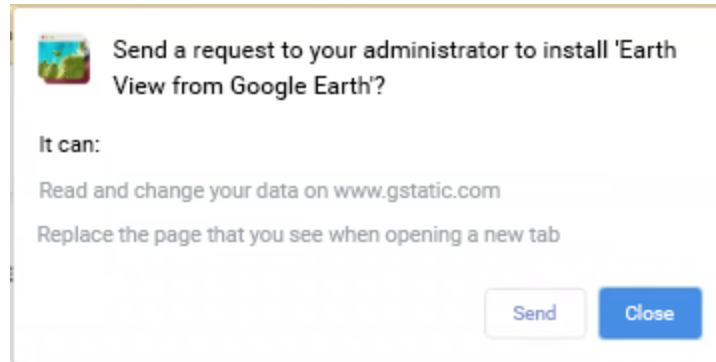 Send a request to your administrator to install 'Earth
View from Google Earth'?
It can:
Read and change your data on www.gstatic.com
Replace the page that you see when opening a new tab
Send
Close